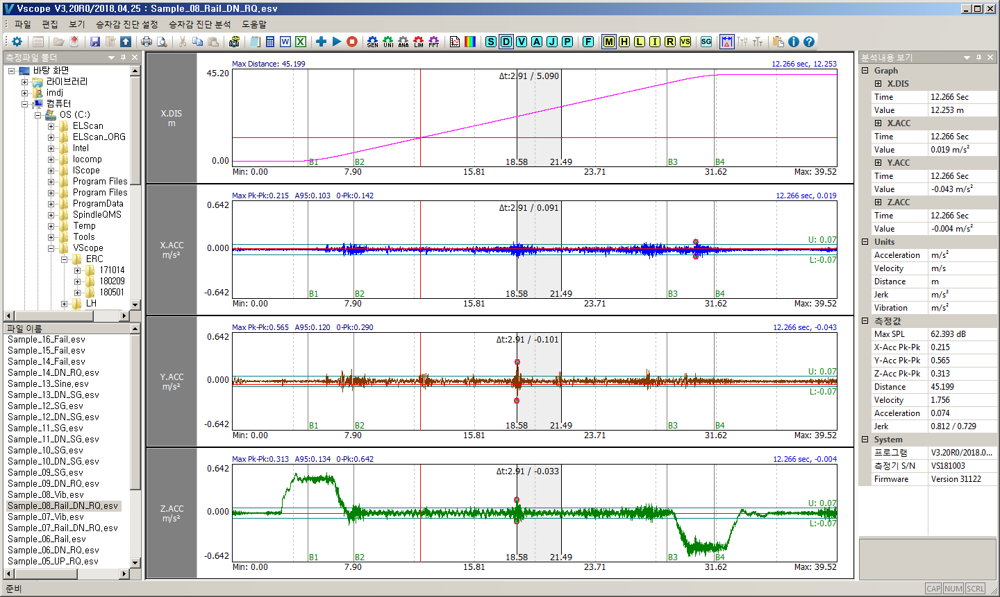 Vscope V3.20R0/2018.04.25 : Sample_08_Rail_DN_RQ.esv
파일 편집 보기 승차감 진단 설정 승차감 진단 분석 도움말
W X SEN UNI ANA LIM FFT S D V A J P F M H L I R VS SG
측정파일 폴더
바탕 화면
라이브러리
imdj
컴퓨터
OS (C:)
ELScan
ELScan_ORG
Intel
Iocomp
IScope
Program Files
Program Files
ProgramData
SpindleQMS
Temp
Tools
VScope
ERC
171014
180209
180501
LH
파일 이름
Sample_16_Fail.esv
Sample_15_Fail.esv
Sample_14_Fail.esv
Sample_14_DN_RQ.esv
Sample_13_Sine.esv
Sample_13_DN_SG.esv
Sample_12_SG.esv
Sample_12_DN_SG.esv
Sample_11_SG.esv
Sample_11_DN_SG.esv
Sample_10_SG.esv
Sample_10_DN_SG.esv
Sample_09_SG.esv
Sample_09_DN_RQ.esv
Sample_08_Vib.esv
Sample_08_Rail_DN_RQ.esv
Sample_07_Vib.esv
Sample_07_Rail_DN_RQ.esv
Sample_06_Rail.esv
Sample_06_DN_RQ.esv
Sample_05_UP_RQ.esv
X.DIS
m
Max Distance: 45.199
12.266 sec, 12.253
45.20
Δt:2.91 / 5.090
0.00
B1 B2 18.58 21.49 B3 B4
Min: 0.00 7.90 15.81 23.71 31.62 Max: 39.52
X.ACC
m/s²
Max Pk-Pk:0.215 A95:0.103 0-Pk:0.142
12.266 sec, 0.019
0.642
Δt:2.91 / 0.091
U: 0.07
0.000
L:-0.07
-0.642
B1 B2 18.58 21.49 B3 B4
Min: 0.00 7.90 15.81 23.71 31.62 Max: 39.52
Y.ACC
m/s²
Max Pk-Pk:0.565 A95:0.120 0-Pk:0.290
12.266 sec, -0.043
0.642
Δt:2.91 / -0.101
U: 0.07
0.000
L:-0.07
-0.642
B1 B2 18.58 21.49 B3 B4
Min: 0.00 7.90 15.81 23.71 31.62 Max: 39.52
Z.ACC
m/s²
Max Pk-Pk:0.313 A95:0.134 0-Pk:0.642
12.266 sec, -0.004
0.642
Δt:2.91 / -0.033
U: 0.07
0.000
L:-0.07
-0.642
B1 B2 18.58 21.49 B3 B4
Min: 0.00 7.90 15.81 23.71 31.62 Max: 39.52
분석내용 보기
Graph
X.DIS
Time 12.266 Sec
Value 12.253 m
X.ACC
Time 12.266 Sec
Value 0.019 m/s²
Y.ACC
Time 12.266 Sec
Value -0.043 m/s²
Z.ACC
Time 12.266 Sec
Value -0.004 m/s²
Units
Acceleration m/s²
Velocity m/s
Distance m
Jerk m/s³
Vibration m/s²
측정값
Max SPL 62.393 dB
X-Acc Pk-Pk 0.215
Y-Acc Pk-Pk 0.565
Z-Acc Pk-Pk 0.313
Distance 45.199
Velocity 1.756
Acceleration 0.074
Jerk 0.812 / 0.729
System
프로그램 V3.20R0/2018.0...
측정기 S/N VS181003
Firmware Version 31122
준비
CAP NUM SCRL